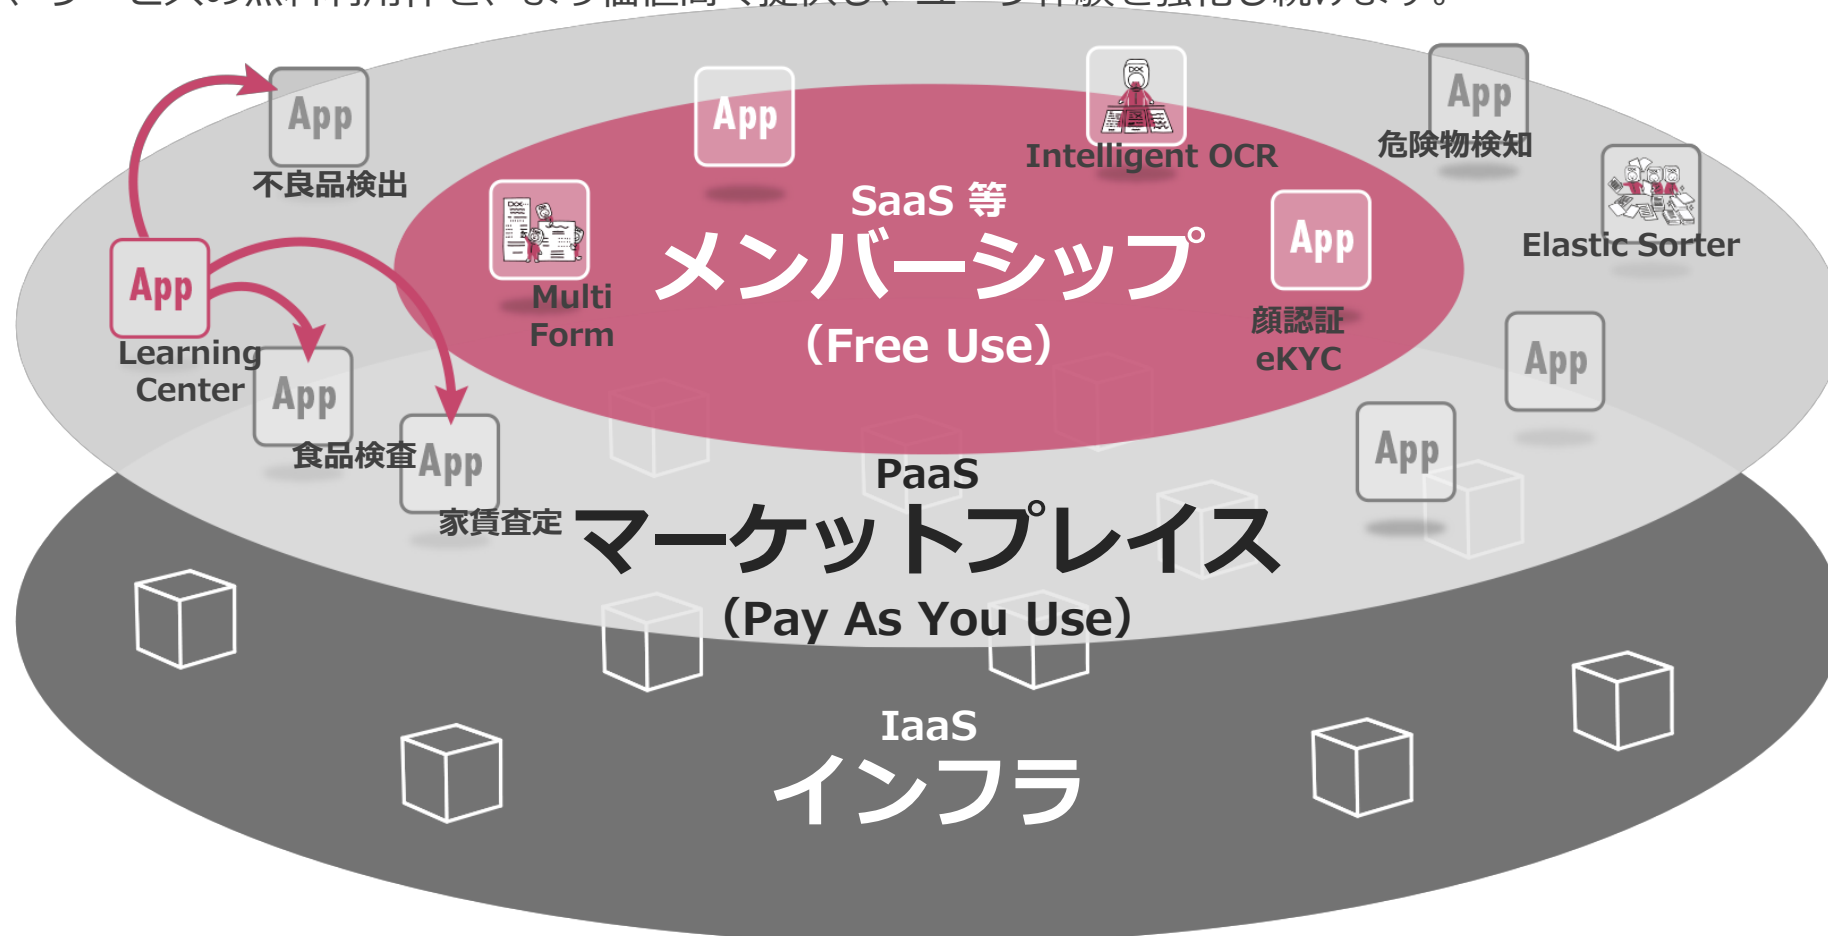 App
App
App
不良品検出
Intelligent OCR
危険物検知
SaaS 等
メンバーシップ
（Free Use）
App
Elastic Sorter
App
Learning
Center
Multi
Form
顔認証
eKYC
App
App
食品検査
App
App
家賃査定
PaaS
マーケットプレイス
（Pay As You Use）
IaaS
インフラ